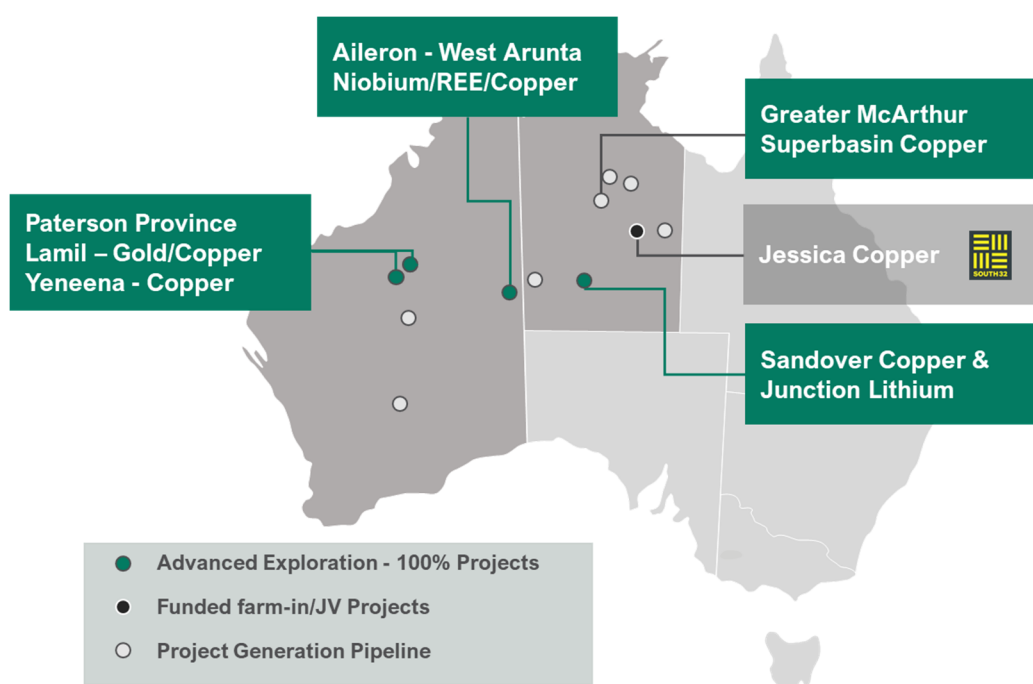 Aileron - West Arunta
Niobium/REE/Copper
Greater McArthur
Superbasin Copper
Paterson Province
Lamil – Gold/Copper
Yeneena - Copper
Jessica Copper
SOUTH32
Sandover Copper &
Junction Lithium
Advanced Exploration - 100% Projects
Funded farm-in/JV Projects
Project Generation Pipeline